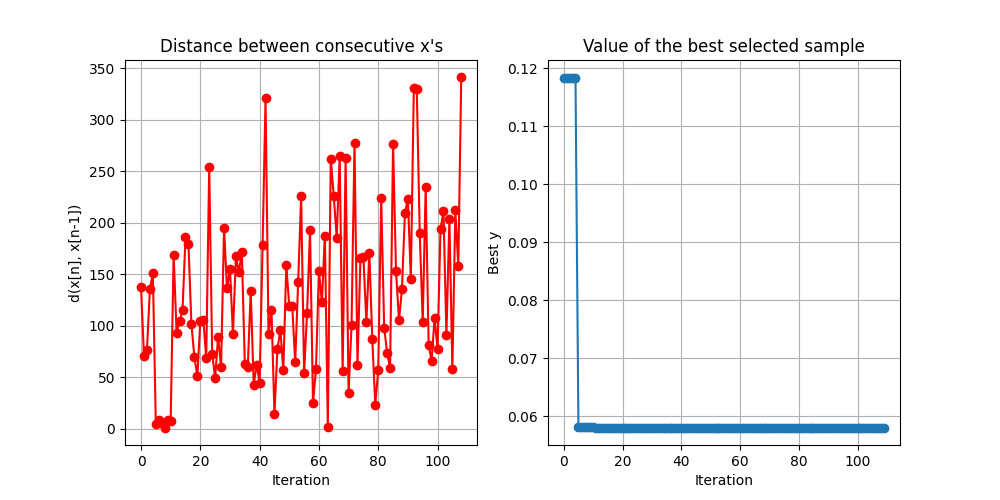 Distance between consecutive x's
350
300
250
200
150
100
50
0
d(x[n], x[n-1])
0 20 40 60 80 100
Iteration
Value of the best selected sample
0.12
0.11
0.10
0.09
0.08
0.07
0.06
Best y
0 20 40 60 80 100
Iteration